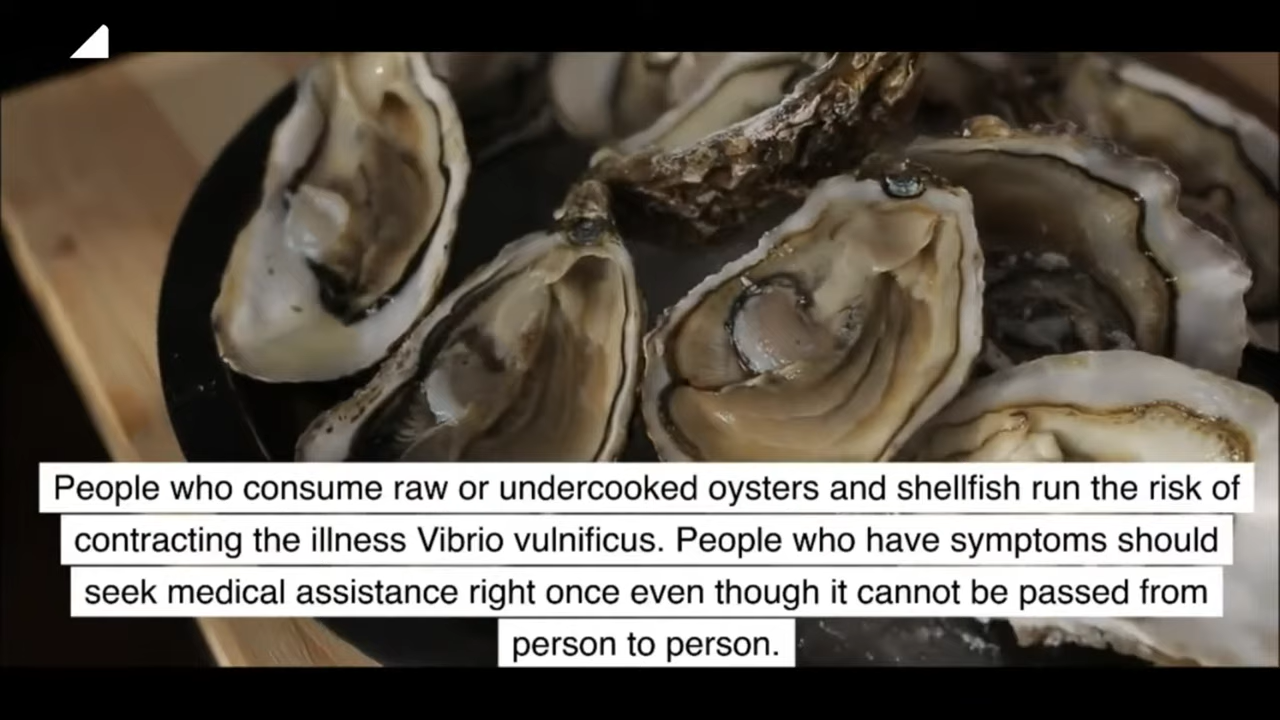 People who consume raw or undercooked oysters and shellfish run the risk of
contracting the illness Vibrio vulnificus. People who have symptoms should
seek medical assistance right once even though it cannot be passed from
person to person.